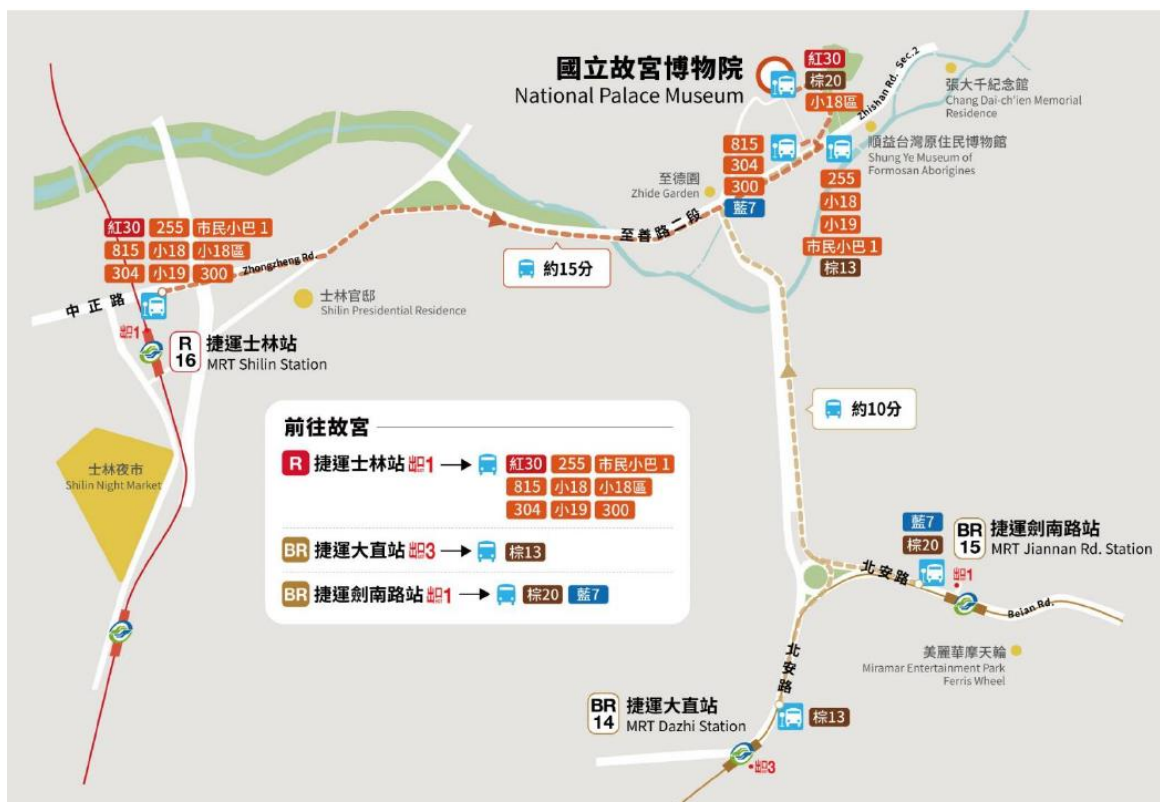 國立故宮博物院
National Palace Museum
紅30
棕20
小18區
Zhishan Rd. Sec.2
張大千紀念館
Chang Dai-ch'ien Memorial
Residence
順益台灣原住民博物館
Shung Ye Museum of
Formosan Aborigines
815
304
300
藍7
255
小18
小19
市民小巴 1
棕13
至德園
Zhide Garden
至善路二段
約15分
紅30 255 市民小巴 1
815 小18 小18區
304 小19 300
Zhongzheng Rd.
中正路
士林官邸
Shilin Presidential Residence
出口1
R
16
捷運士林站
MRT Shilin Station
士林夜市
Shilin Night Market
約10分
前往故宮
R 捷運士林站 出口1 紅30 255 市民小巴 1
815 小18 小18區
304 小19 300
BR 捷運大直站 出口3 棕13
BR 捷運劍南路站 出口1 棕20 藍7
藍7
棕20
BR
15
捷運劍南路站
MRT Jiannan Rd. Station
出口1
北安路
Beian Rd.
美麗華摩天輪
Miramar Entertainment Park
Ferris Wheel
北安路
BR
14
捷運大直站
MRT Dazhi Station
棕13
出口3